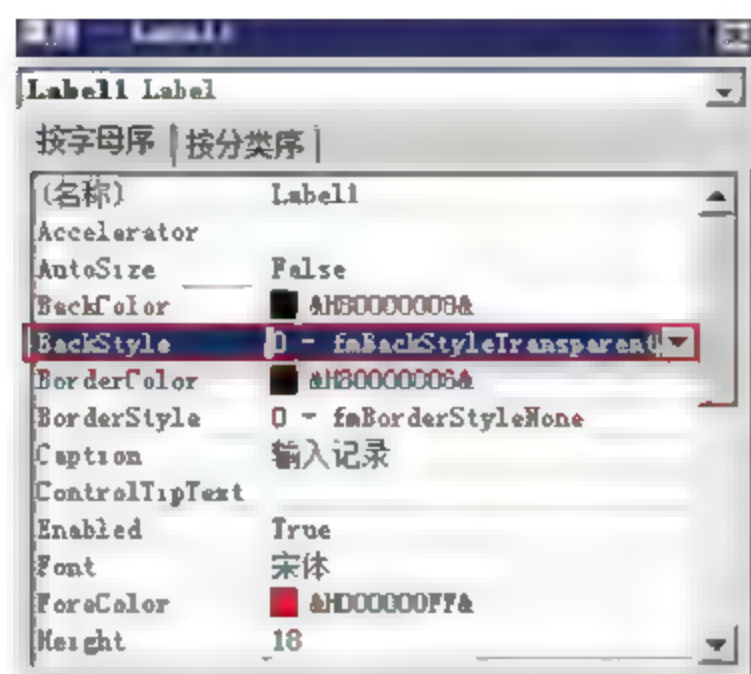 Label1 Label
按字母序 按分类序
(名称) Label1
Accelerator
AutoSize False
BackColor
BackStyle 0 - fmBackStyleTransparent
BorderColor &H80000006&
BorderStyle 0 - fmBorderStyleNone
Caption 输入记录
ControlTipText
Enabled True
Font 宋体
ForeColor &H000000FF&
Height 18